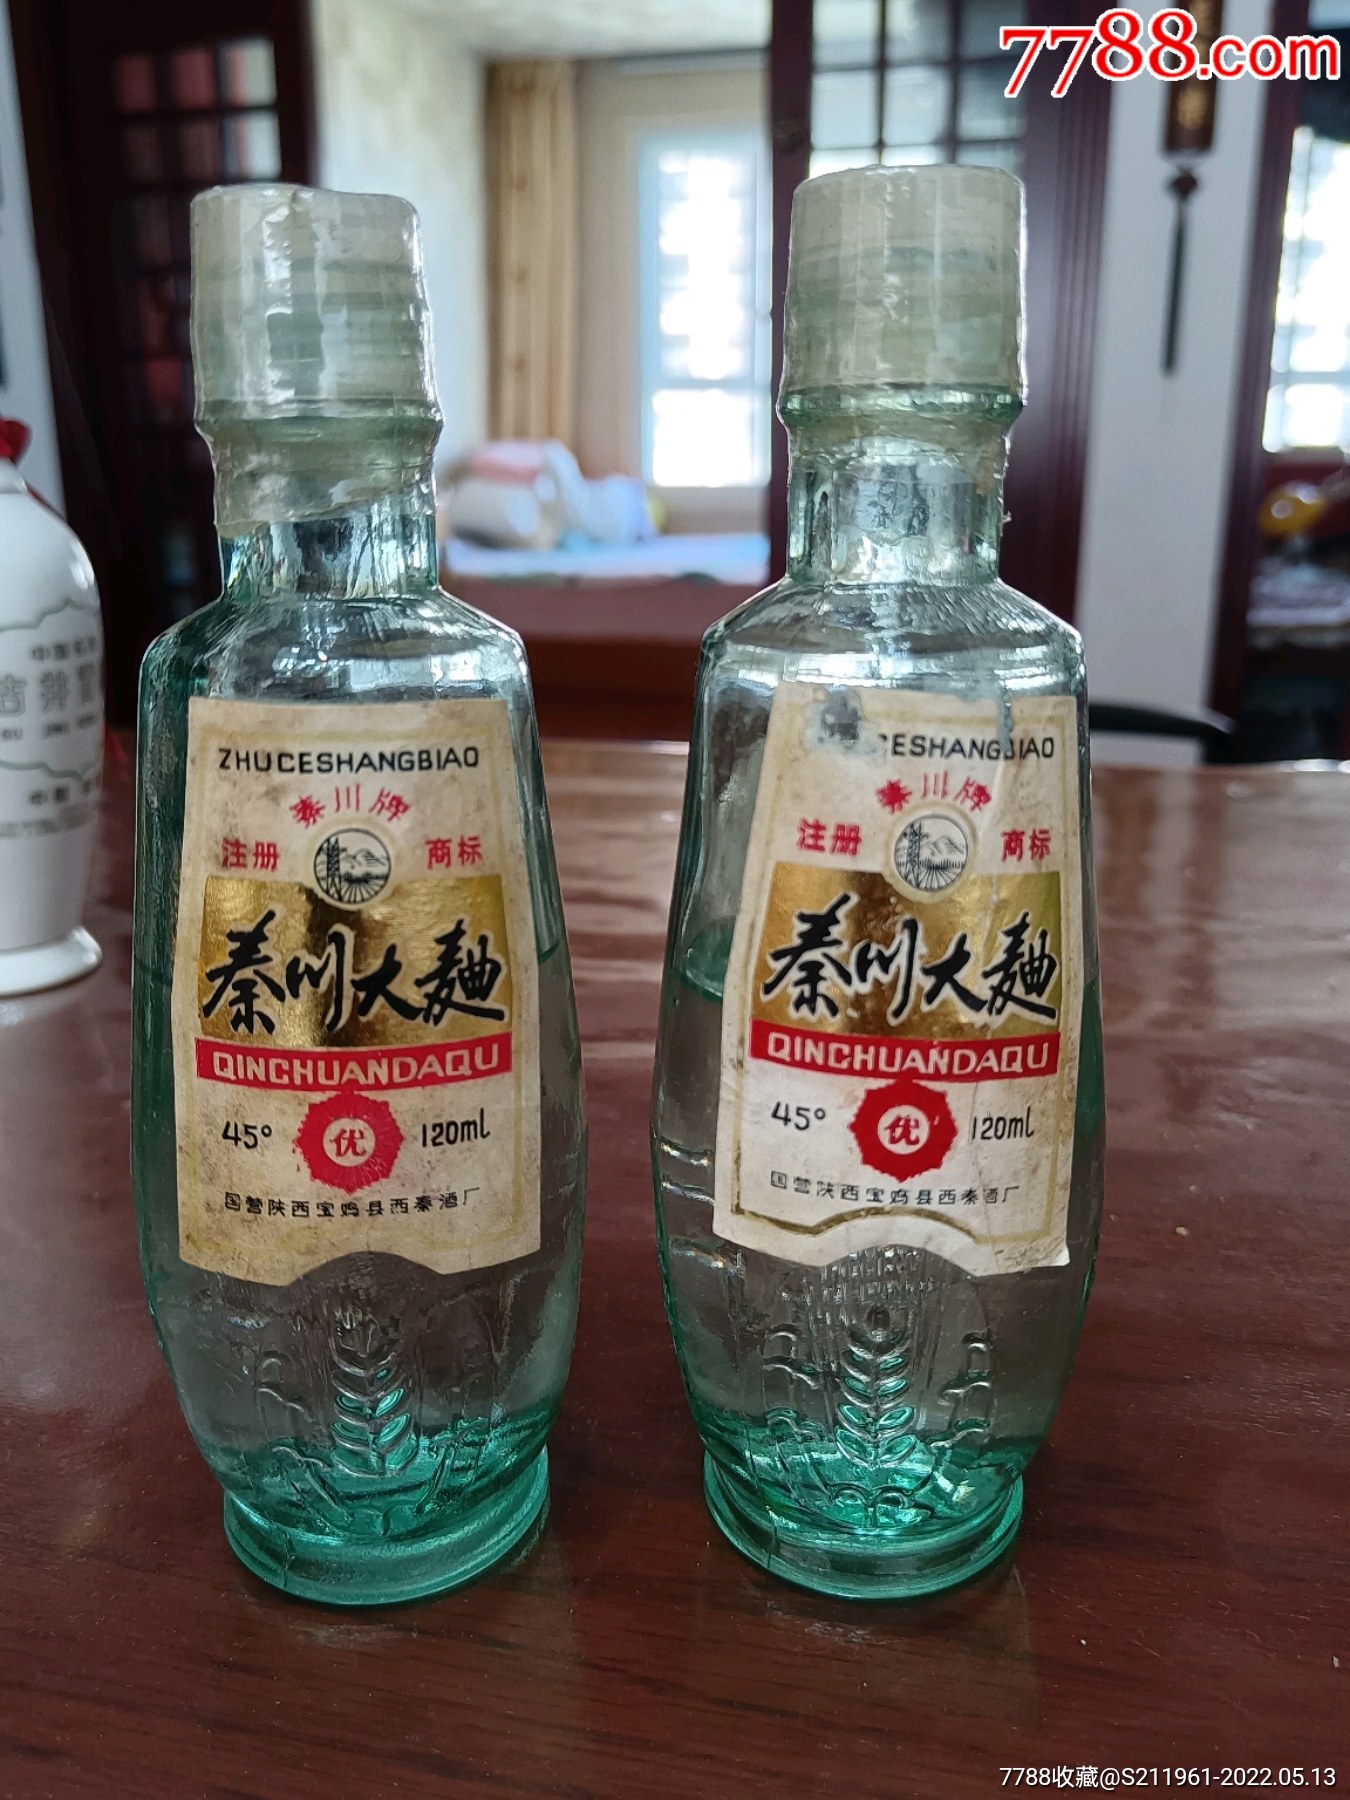 7788.com
ZHUCESHANGBIAO
秦川牌
注册 商标
秦川大麯
QINCHUANDAQU
45° 优 120ml
国营陕西宝鸡县西秦酒厂
CESHANGBIAO
秦川牌
注册 商标
秦川大麯
QINCHUANDAQU
45° 优 120ml
国营陕西宝鸡县西秦酒厂
7788收藏@S211961-2022.05.13